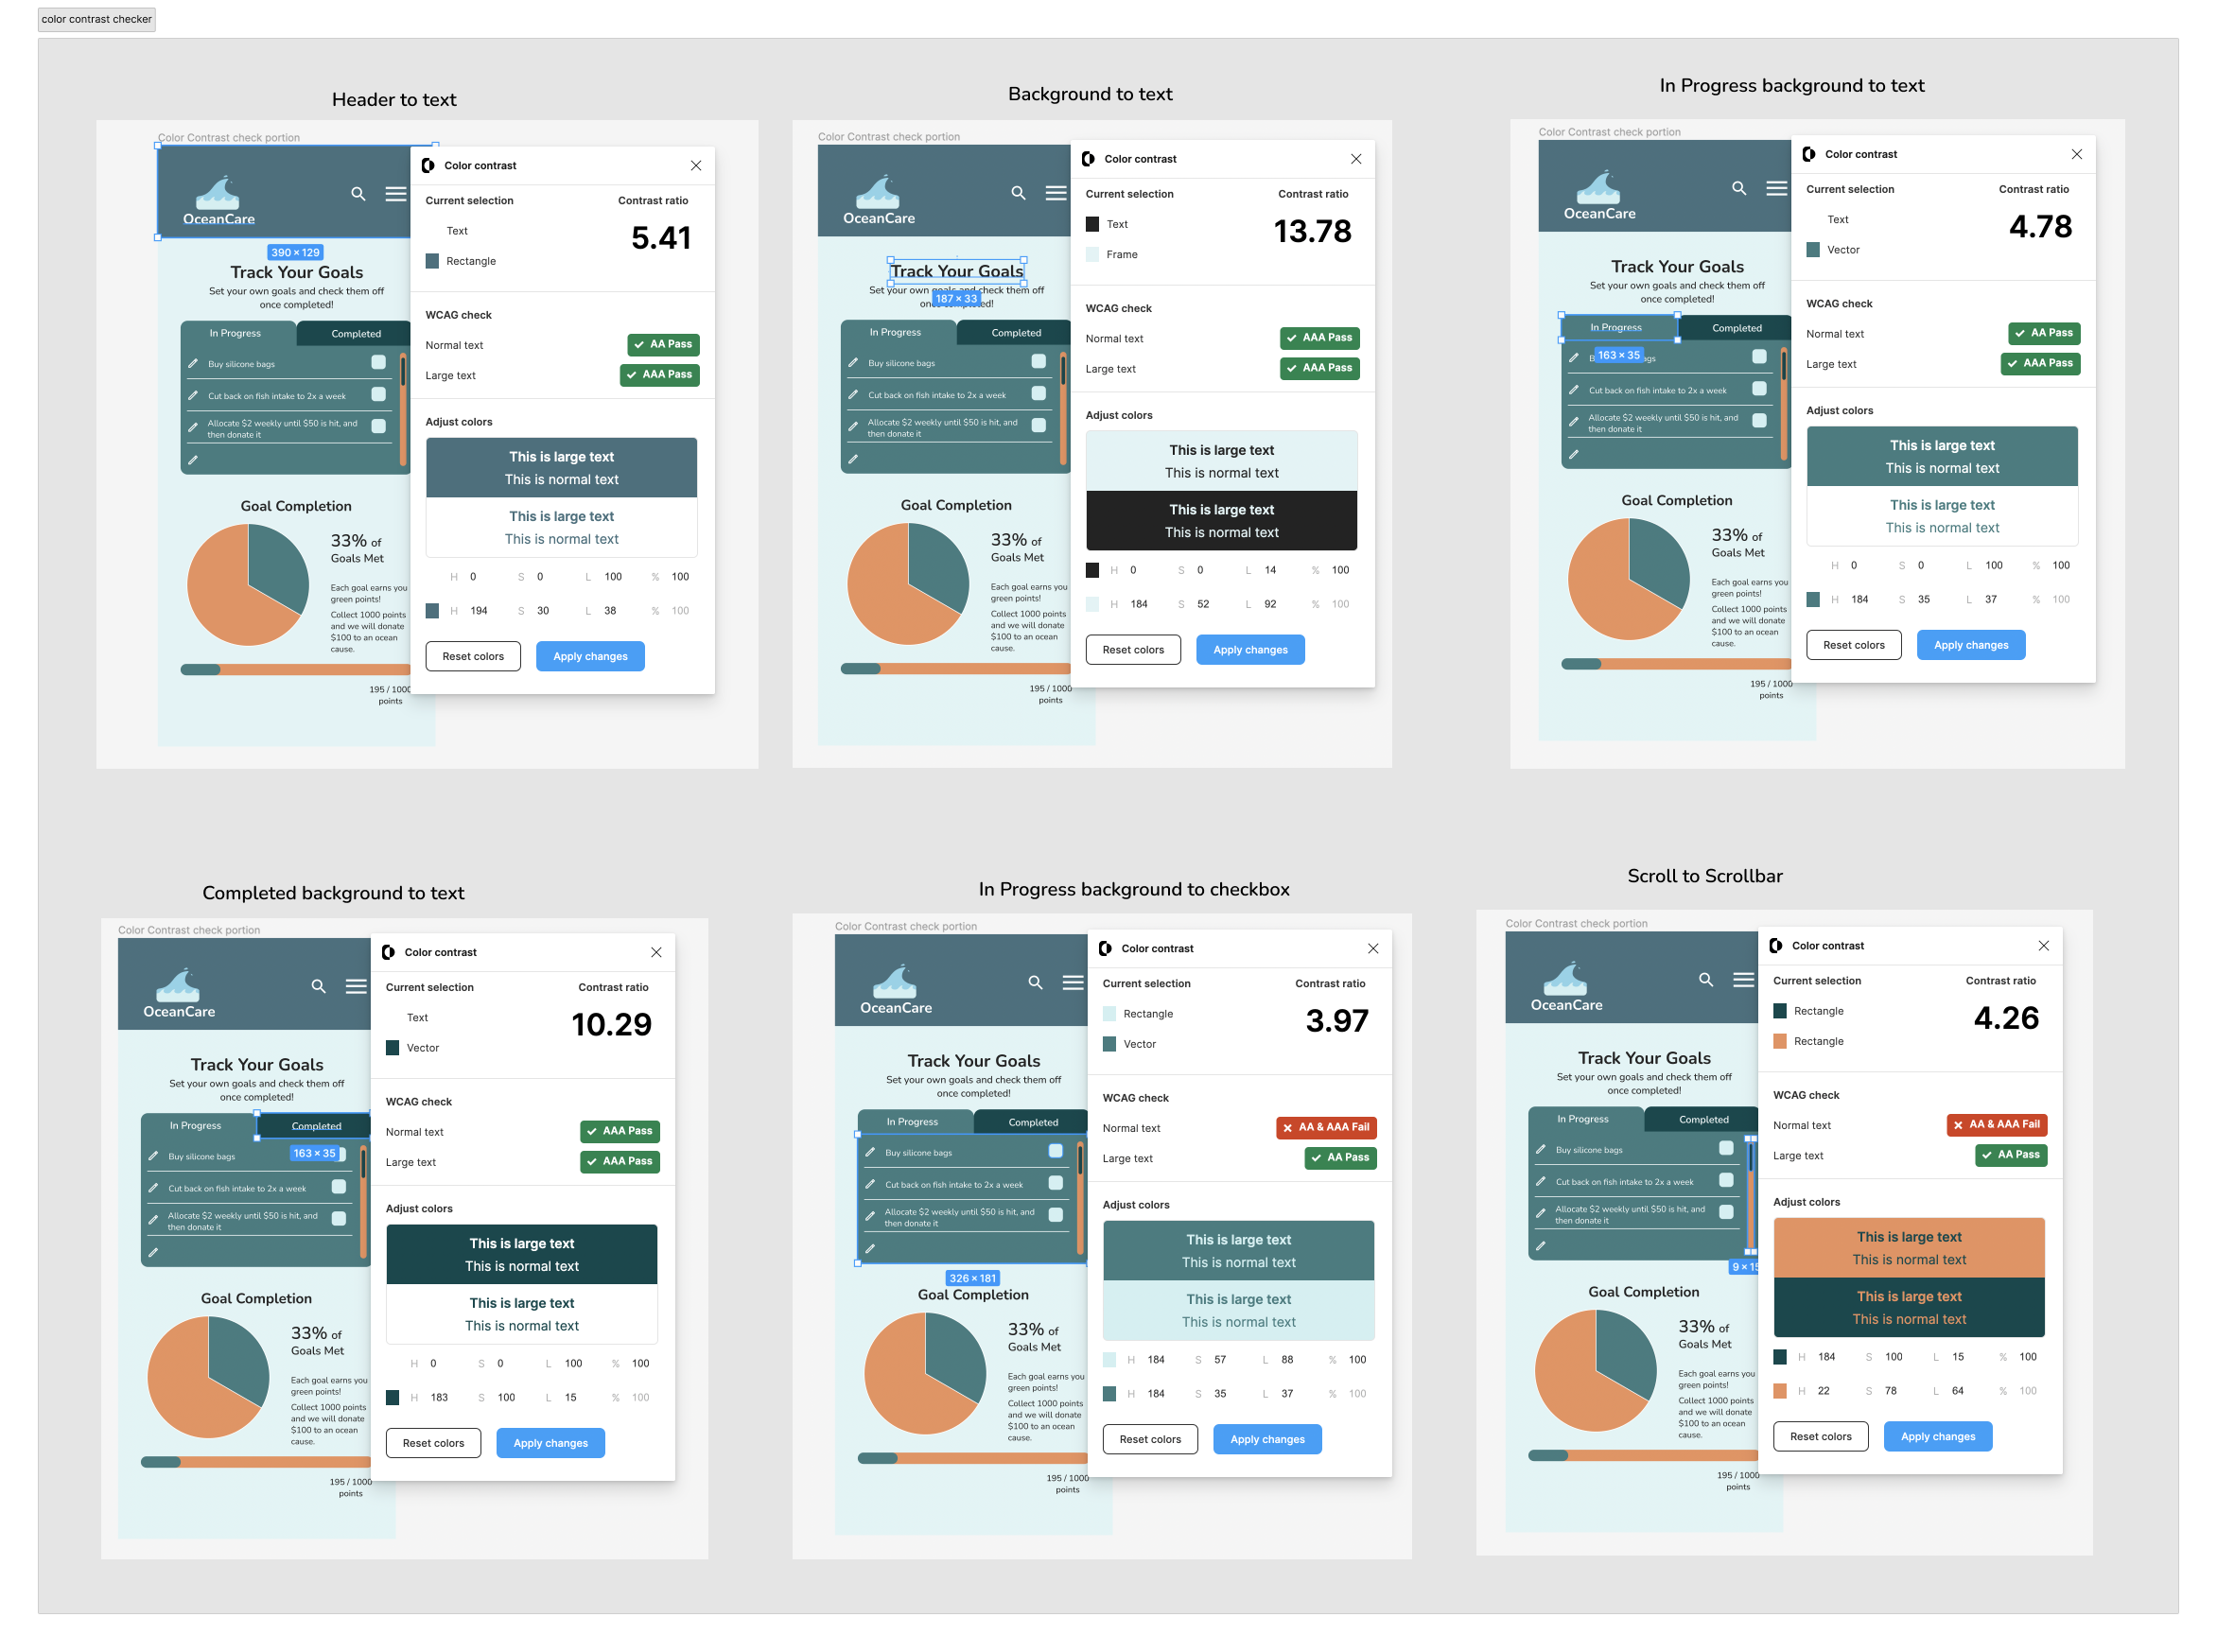 color contrast checker
Header to text
Color Contrast check portion
OceanCare
390 × 129
Track Your Goals
Set your own goals and check them off
once completed!
In Progress
Completed
Buy silicone bags
Cut back on fish intake to 2x a week
Allocate $2 weekly until $50 is hit, and
then donate it
Goal Completion
33% of
Goals Met
Each goal earns you
green points!
Collect 1000 points
and we will donate
$100 to an ocean
cause.
195 / 1000
points
Color contrast
Current selection
Contrast ratio
Text
5.41
Rectangle
WCAG check
Normal text
AA Pass
Large text
AAA Pass
Adjust colors
This is large text
This is normal text
This is large text
This is normal text
H 0 S 0 L 100 % 100
H 194 S 30 L 38 % 100
Reset colors
Apply changes
Background to text
Color Contrast check portion
OceanCare
Track Your Goals
Set your own goals and check them off
187 × 33
In Progress
Completed
Buy silicone bags
Cut back on fish intake to 2x a week
Allocate $2 weekly until $50 is hit, and
then donate it
Goal Completion
33% of
Goals Met
Each goal earns you
green points!
Collect 1000 points
and we will donate
$100 to an ocean
cause.
195 / 1000
points
Color contrast
Current selection
Contrast ratio
Text
13.78
Frame
WCAG check
Normal text
AAA Pass
Large text
AAA Pass
Adjust colors
This is large text
This is normal text
This is large text
This is normal text
H 0 S 0 L 14 % 100
H 184 S 52 L 92 % 100
Reset colors
Apply changes
In Progress background to text
Color Contrast check portion
OceanCare
Track Your Goals
Set your own goals and check them off
once completed!
In Progress
Completed
163 × 35
Cut back on fish intake to 2x a week
Allocate $2 weekly until $50 is hit, and
then donate it
Goal Completion
33% of
Goals Met
Each goal earns you
green points!
Collect 1000 points
and we will donate
$100 to an ocean
cause.
195 / 1000
points
Color contrast
Current selection
Contrast ratio
Text
4.78
Vector
WCAG check
Normal text
AA Pass
Large text
AAA Pass
Adjust colors
This is large text
This is normal text
This is large text
This is normal text
H 0 S 0 L 100 % 100
H 184 S 35 L 37 % 100
Reset colors
Apply changes
Completed background to text
Color Contrast check portion
OceanCare
Track Your Goals
Set your own goals and check them off
once completed!
In Progress
Completed
Buy silicone bags
163 × 35
Cut back on fish intake to 2x a week
Allocate $2 weekly until $50 is hit, and
then donate it
Goal Completion
33% of
Goals Met
Each goal earns you
green points!
Collect 1000 points
and we will donate
$100 to an ocean
cause.
195 / 1000
points
Color contrast
Current selection
Contrast ratio
Text
10.29
Vector
WCAG check
Normal text
AAA Pass
Large text
AAA Pass
Adjust colors
This is large text
This is normal text
This is large text
This is normal text
H 0 S 0 L 100 % 100
H 183 S 100 L 15 % 100
Reset colors
Apply changes
In Progress background to checkbox
Color Contrast check portion
OceanCare
Track Your Goals
Set your own goals and check them off
once completed!
In Progress
Completed
Buy silicone bags
Cut back on fish intake to 2x a week
Allocate $2 weekly until $50 is hit, and
then donate it
326 × 181
Goal Completion
33% of
Goals Met
Each goal earns you
green points!
Collect 1000 points
and we will donate
$100 to an ocean
cause.
195 / 1000
points
Color contrast
Current selection
Contrast ratio
Rectangle
3.97
Vector
WCAG check
Normal text
AA & AAA Fail
Large text
AA Pass
Adjust colors
This is large text
This is normal text
This is large text
This is normal text
H 184 S 57 L 88 % 100
H 184 S 35 L 37 % 100
Reset colors
Apply changes
Scroll to Scrollbar
Color Contrast check portion
OceanCare
Track Your Goals
Set your own goals and check them off
once completed!
In Progress
Completed
Buy silicone bags
Cut back on fish intake to 2x a week
Allocate $2 weekly until $50 is hit, and
then donate it
9 × 15
Goal Completion
33% of
Goals Met
Each goal earns you
green points!
Collect 1000 points
and we will donate
$100 to an ocean
cause.
195 / 1000
points
Color contrast
Current selection
Contrast ratio
Rectangle
4.26
Rectangle
WCAG check
Normal text
AA & AAA Fail
Large text
AA Pass
Adjust colors
This is large text
This is normal text
This is large text
This is normal text
H 184 S 100 L 15 % 100
H 22 S 78 L 64 % 100
Reset colors
Apply changes